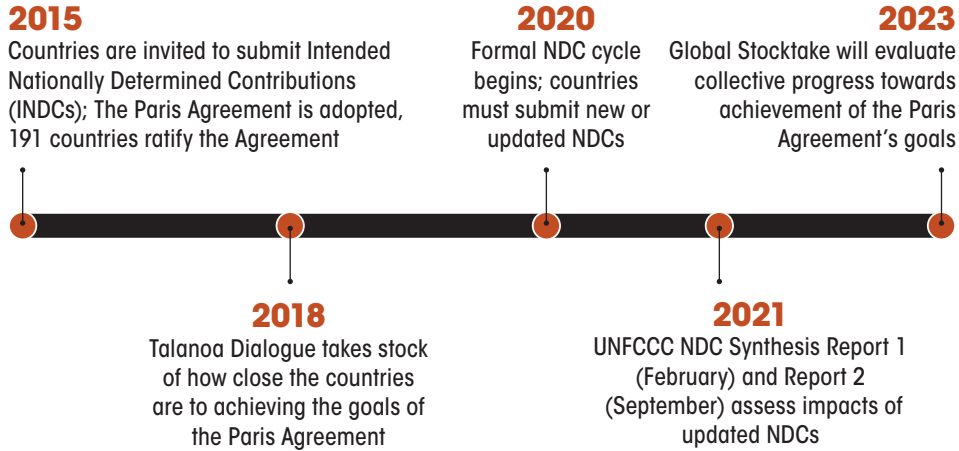 2015
Countries are invited to submit Intended
Nationally Determined Contributions
(INDCs); The Paris Agreement is adopted,
191 countries ratify the Agreement
2018
Talanoa Dialogue takes stock
of how close the countries
are to achieving the goals of
the Paris Agreement
2020
Formal NDC cycle
begins; countries
must submit new or
updated NDCs
2021
UNFCCC NDC Synthesis Report 1
(February) and Report 2
(September) assess impacts of
updated NDCs
2023
Global Stocktake will evaluate
collective progress towards
achievement of the Paris
Agreement’s goals